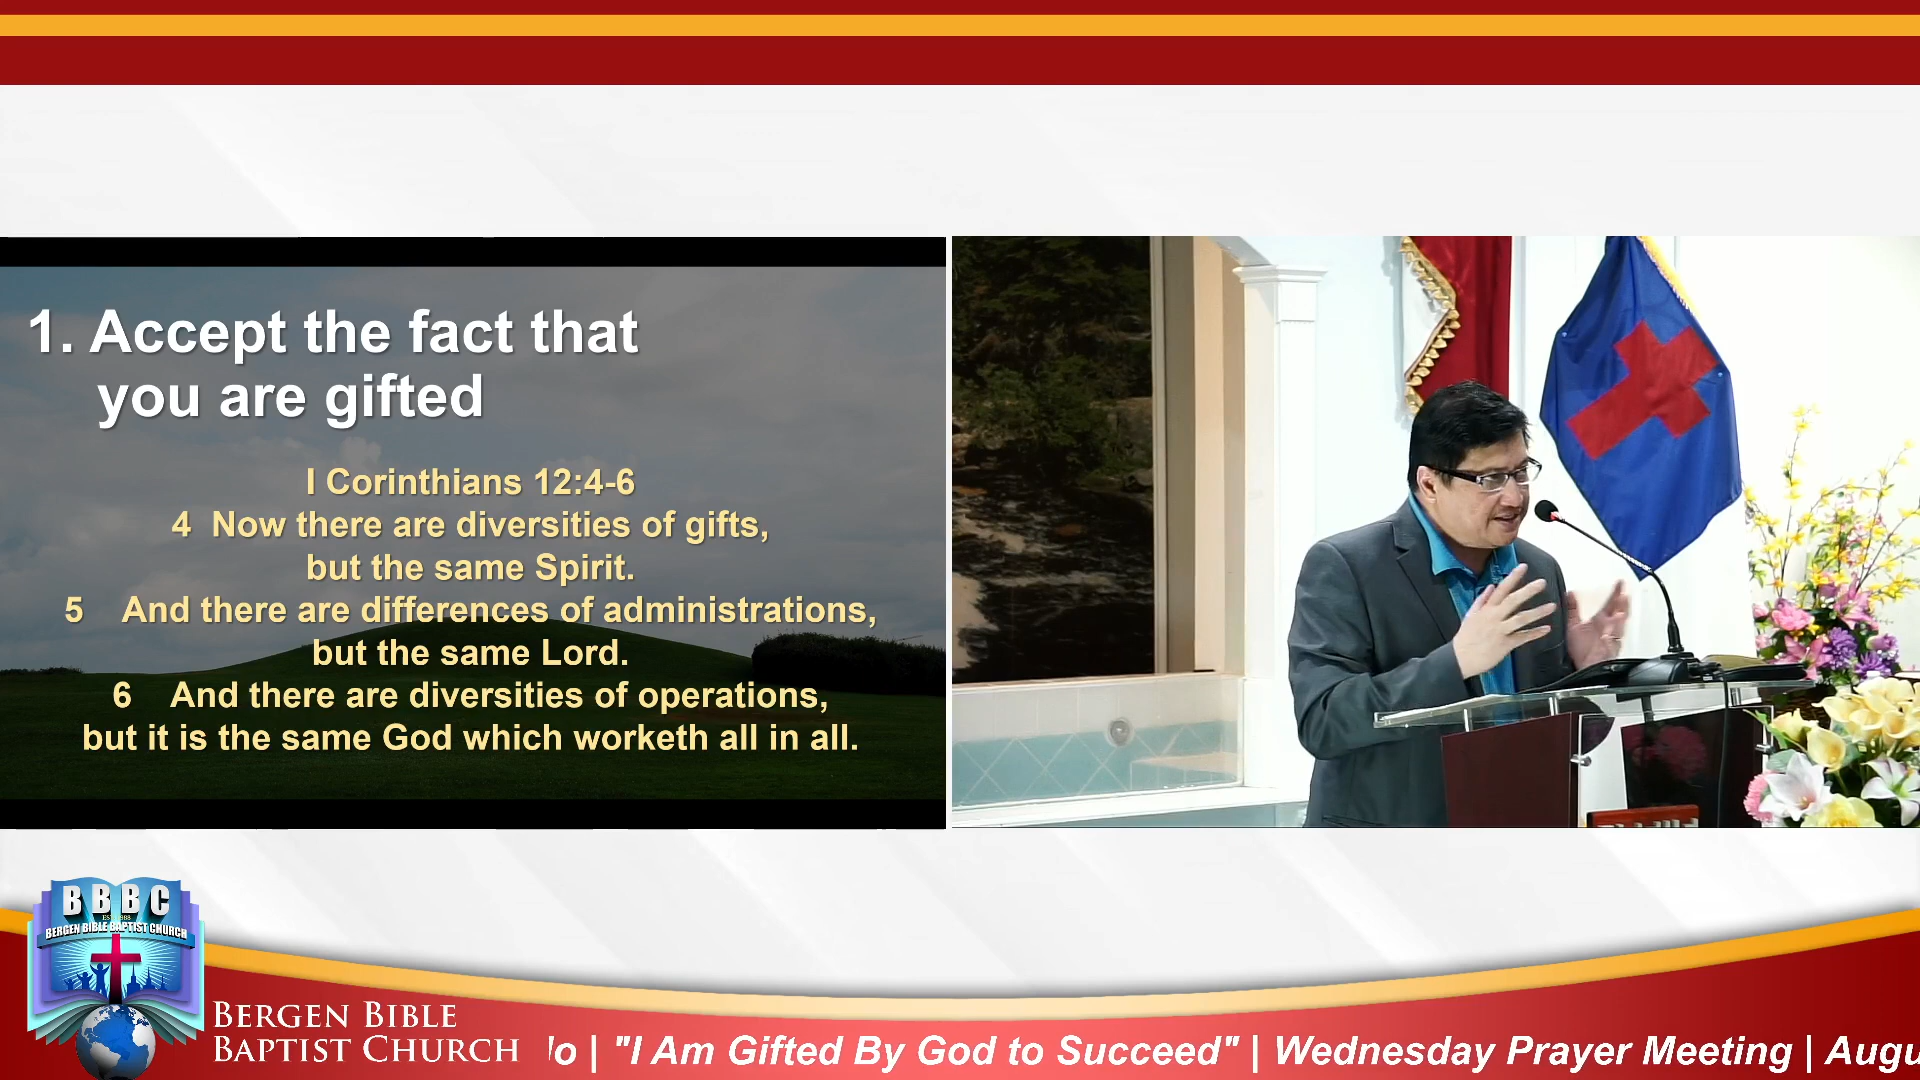 1. Accept the fact that
you are gifted
I Corinthians 12:4-6
4 Now there are diversities of gifts,
but the same Spirit.
5 And there are differences of administrations,
but the same Lord.
6 And there are diversities of operations,
but it is the same God which worketh all in all.
BBBC
BERGEN BIBLE BAPTIST CHURCH
BERGEN BIBLE
BAPTIST CHURCH
lo | "I Am Gifted By God to Succeed" | Wednesday Prayer Meeting | Augu